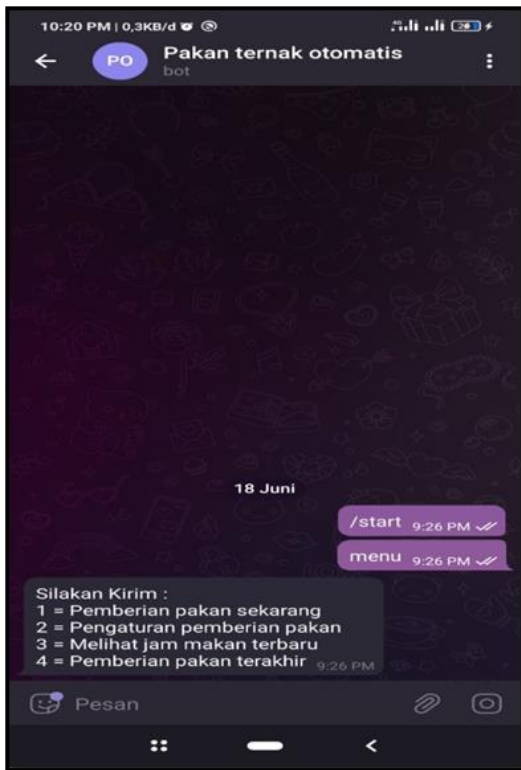 10:20 PM | 0,3KB/d
PO
Pakan ternak otomatis
bot
18 Juni
/start 9:26 PM
menu 9:26 PM
Silakan Kirim :
1 = Pemberian pakan sekarang
2 = Pengaturan pemberian pakan
3 = Melihat jam makan terbaru
4 = Pemberian pakan terakhir 9:26 PM
Pesan